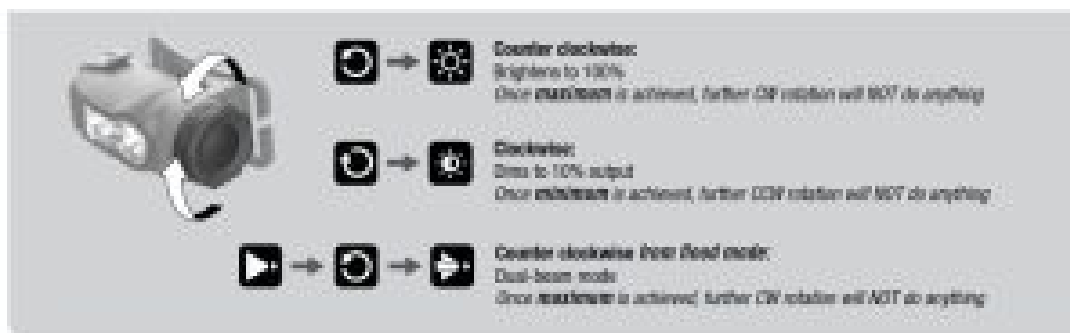 Counter clockwise:
Brightens to 100%
Once maximum is achieved, further CW rotation will NOT do anything
Clockwise:
Dims to 10% output
Once minimum is achieved, further CCW rotation will NOT do anything
Counter clockwise from flood mode:
Dual-beam mode
Once maximum is achieved, further CW rotation will NOT do anything